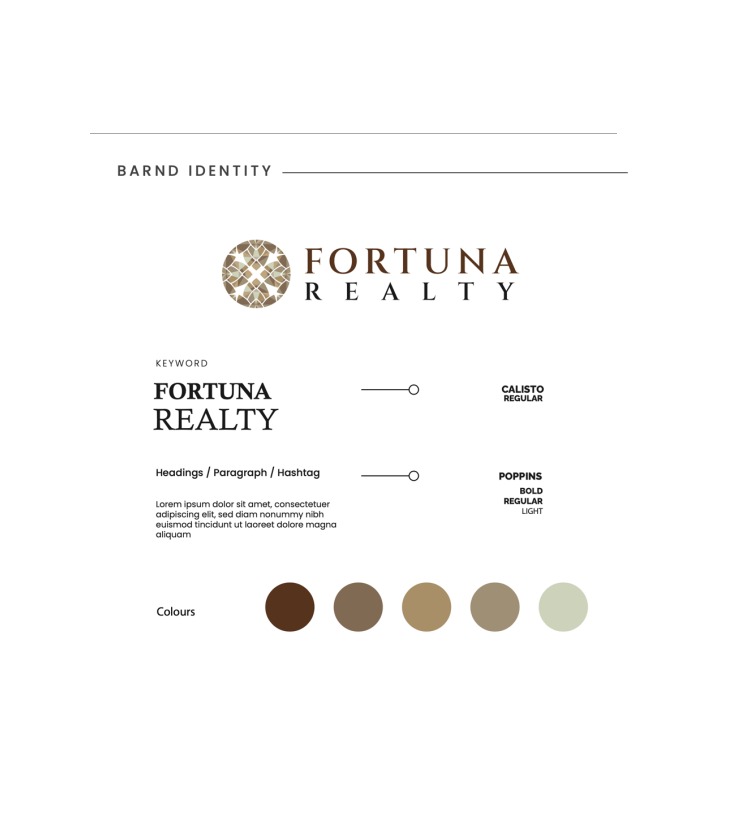 BARND IDENTITY
FORTUNA
REALTY
KEYWORD
FORTUNA
REALTY
CALISTO
REGULAR
Headings / Paragraph / Hashtag
POPPINS
BOLD
REGULAR
LIGHT
Lorem ipsum dolor sit amet, consectetuer
adipiscing elit, sed diam nonummy nibh
euismod tincidunt ut laoreet dolore magna
aliquam
Colours